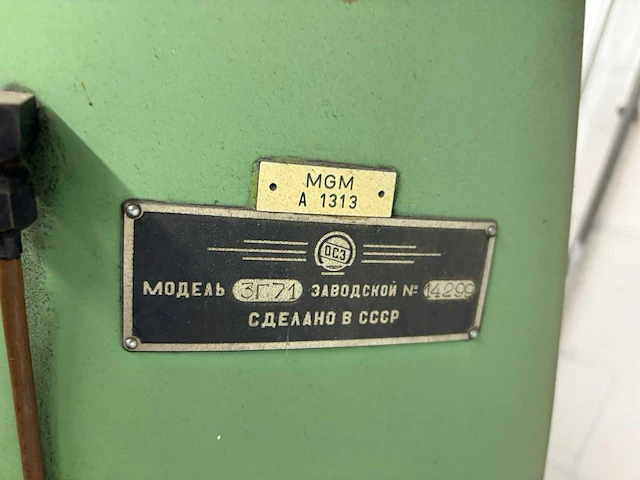 MGM
A 1313
ОСЗ
МОДЕЛЬ 3Г71 ЗАВОДСКОЙ № 14299
СДЕЛАНО В СССР